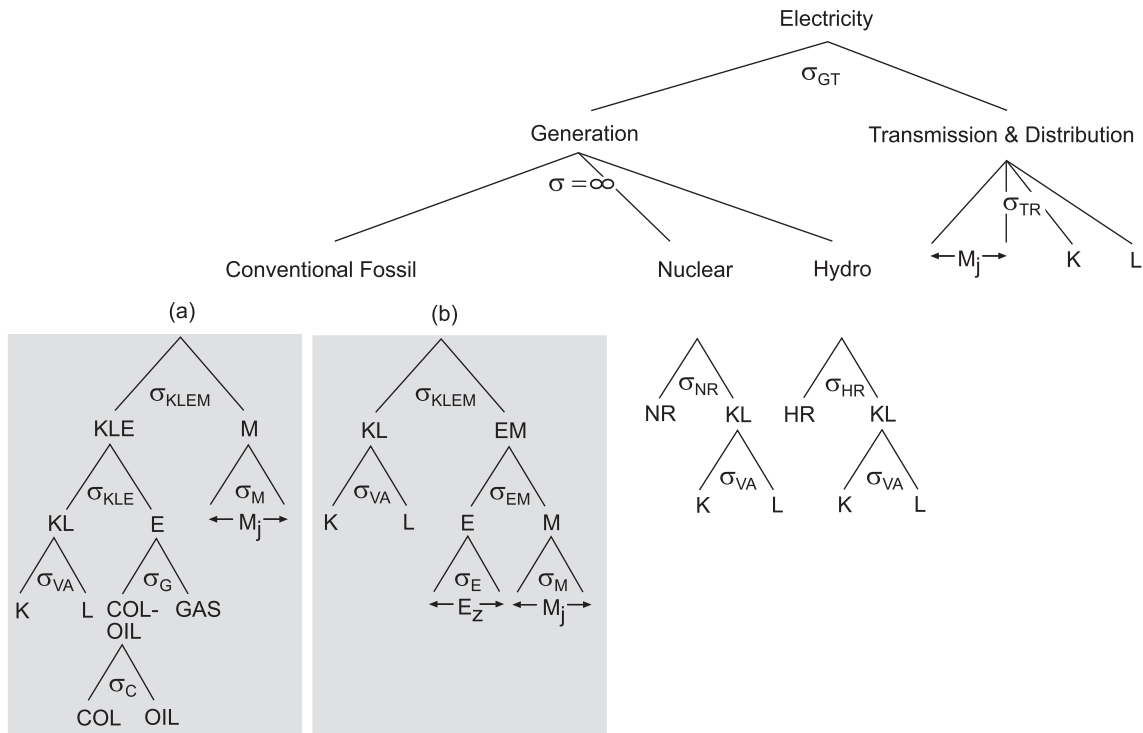 Electricity
σGT
Generation
Transmission & Distribution
σ = ∞
σTR
Conventional Fossil
Nuclear
Hydro
Mj
K
L
(a)
(b)
σKLEM
σKLEM
σNR
σHR
KLE
M
KL
EM
NR
KL
HR
KL
σKLE
σM
σVA
σEM
σVA
σVA
KL
E
Mj
K
L
E
M
K
L
K
L
σVA
σG
σE
σM
K
L
COL-
OIL
GAS
Ez
Mj
σC
COL
OIL